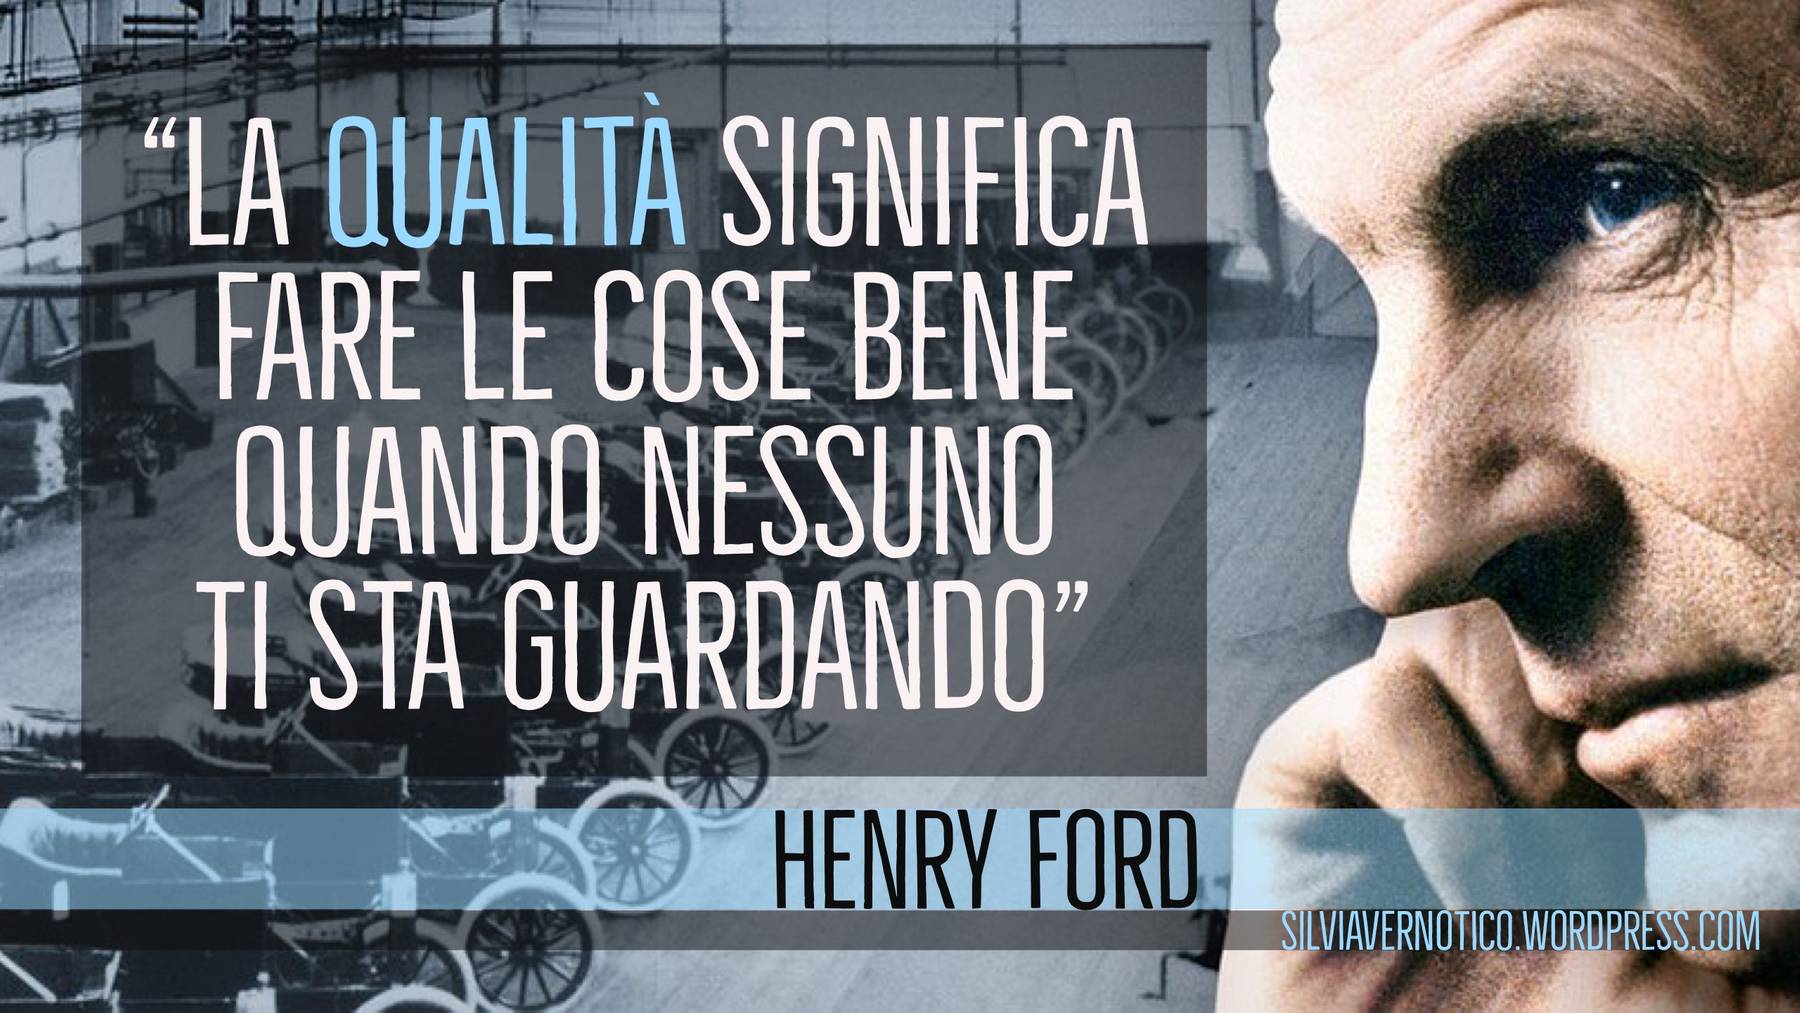 “LA QUALITÀ SIGNIFICA
FARE LE COSE BENE
QUANDO NESSUNO
TI STA GUARDANDO”
HENRY FORD
SILVIAVERNOTICO.WORDPRESS.COM